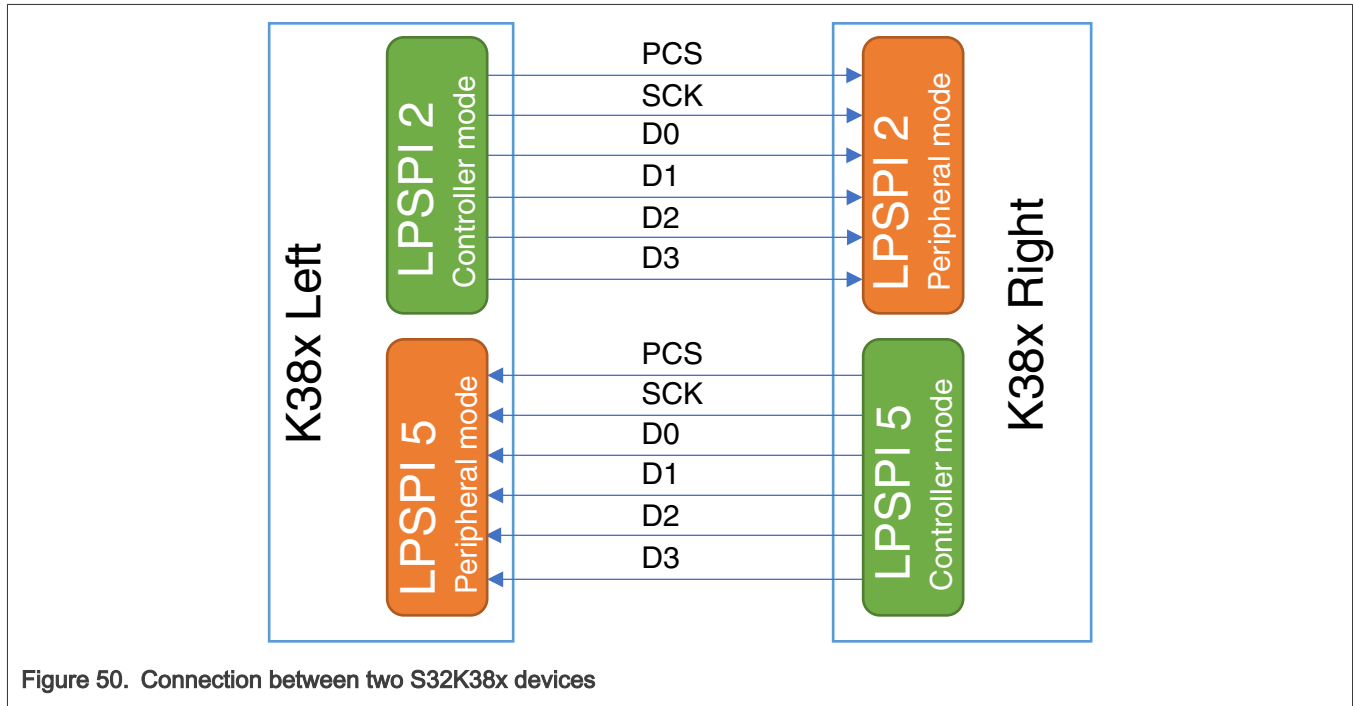 K38x Left
LPSPI 2
Controller mode
PCS
SCK
D0
D1
D2
D3
LPSPI 2
Peripheral mode
K38x Right
LPSPI 5
Peripheral mode
PCS
SCK
D0
D1
D2
D3
LPSPI 5
Controller mode
Figure 50. Connection between two S32K38x devices